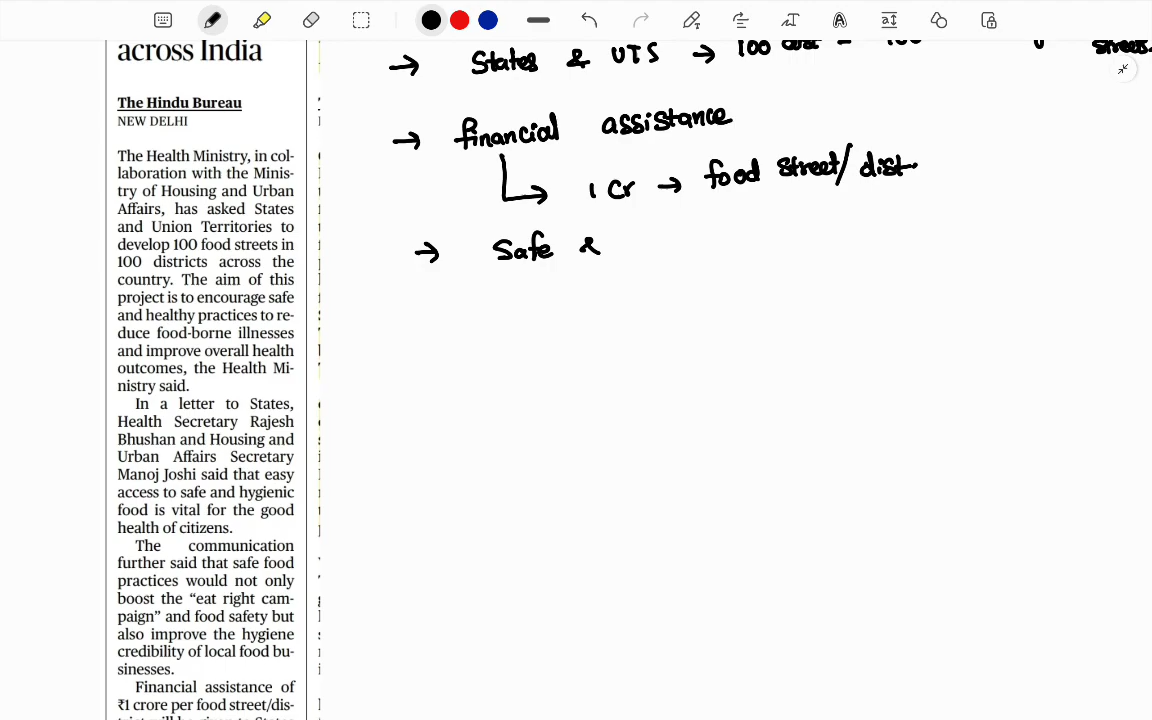 across India
The Hindu Bureau
NEW DELHI
The Health Ministry, in col-
laboration with the Minis-
try of Housing and Urban
Affairs, has asked States
and Union Territories to
develop 100 food streets in
100 districts across the
country. The aim of this
project is to encourage safe
and healthy practices to re-
duce food-borne illnesses
and improve overall health
outcomes, the Health Mi-
nistry said.
In a letter to States,
Health Secretary Rajesh
Bhushan and Housing and
Urban Affairs Secretary
Manoj Joshi said that easy
access to safe and hygienic
food is vital for the good
health of citizens.
The communication
further said that safe food
practices would not only
boost the “eat right cam-
paign” and food safety but
also improve the hygiene
credibility of local food bu-
sinesses.
Financial assistance of
₹1 crore per food street/dis-
→ States & UTS → 100
→ financial assistance
1 Cr → food street/dist
→ Safe &